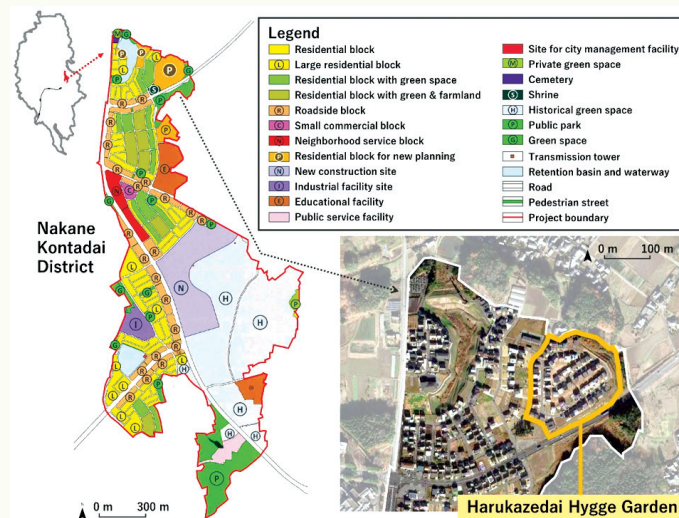 Legend
Residential block
L Large residential block
Residential block with green space
Residential block with green & farmland
R Roadside block
C Small commercial block
N Neighborhood service block
P Residential block for new planning
N New construction site
I Industrial facility site
E Educational facility
Public service facility
Site for city management facility
M Private green space
Cemetery
S Shrine
H Historical green space
P Public park
G Green space
Transmission tower
Retention basin and waterway
Road
Pedestrian street
Project boundary
Nakane
Kontadai
District
0 m 300 m
0 m 100 m
Harukazedai Hygge Garden